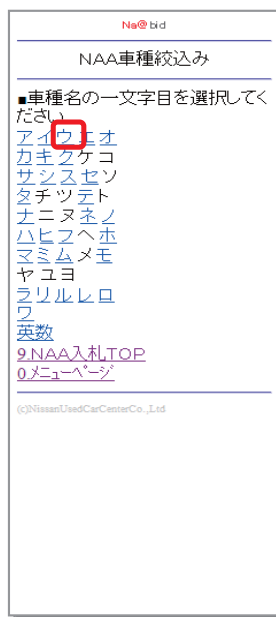 Na@bid
NAA車種絞込み
■車種名の一文字目を選択してく
ださい
アイウエオ
カキクケコ
サシスセソ
タチツテト
ナニヌネノ
ハヒフヘホ
マミムメモ
ヤユヨ
ラリルレロ
ワ
英数
9.NAA入札TOP
0.メニューページ
(c)NissanUsedCarCenterCo.,Ltd